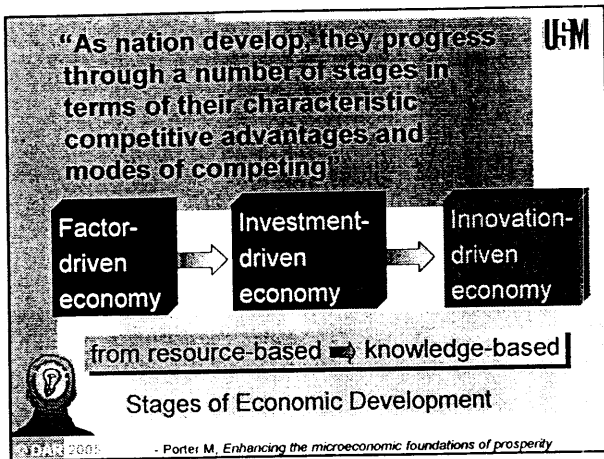 USM
"As nation develop, they progress
through a number of stages in
terms of their characteristic
competitive advantages and
modes of competing"
Factor-
driven
economy
Investment-
driven
economy
Innovation-
driven
economy
from resource-based ⇒ knowledge-based
Stages of Economic Development
© DAR 2005
- Porter M, Enhancing the microeconomic foundations of prosperity